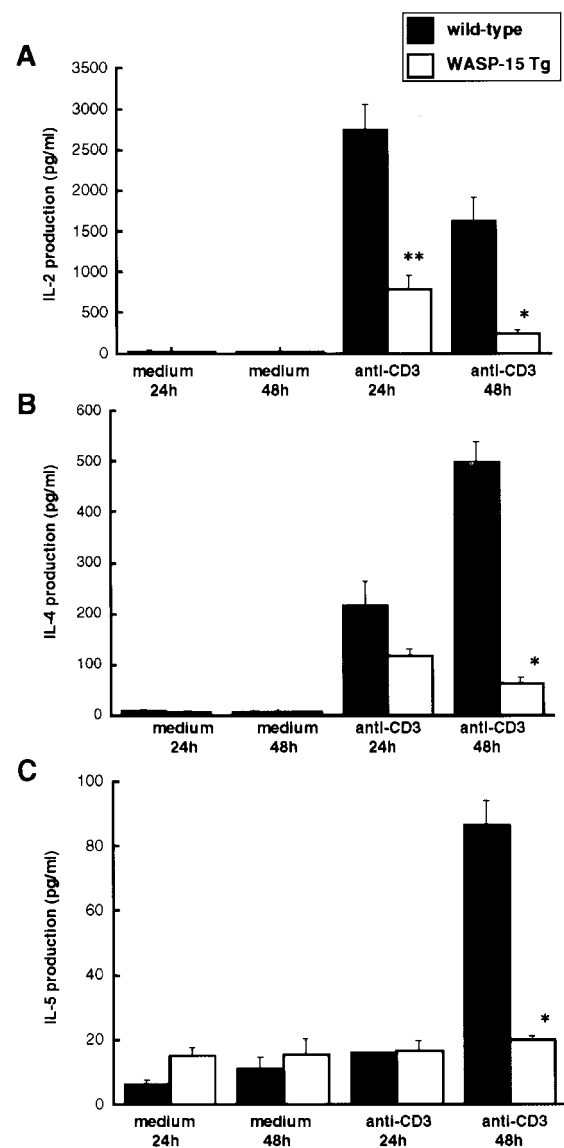 wild-type
WASP-15 Tg
A
IL-2 production (pg/ml)
3500
3000
2500
2000
1500
1000
500
0
**
*
medium medium anti-CD3 anti-CD3
24h 48h 24h 48h
B
IL-4 production (pg/ml)
600
500
400
300
200
100
0
*
medium medium anti-CD3 anti-CD3
24h 48h 24h 48h
C
IL-5 production (pg/ml)
100
80
60
40
20
0
*
medium medium anti-CD3 anti-CD3
24h 48h 24h 48h